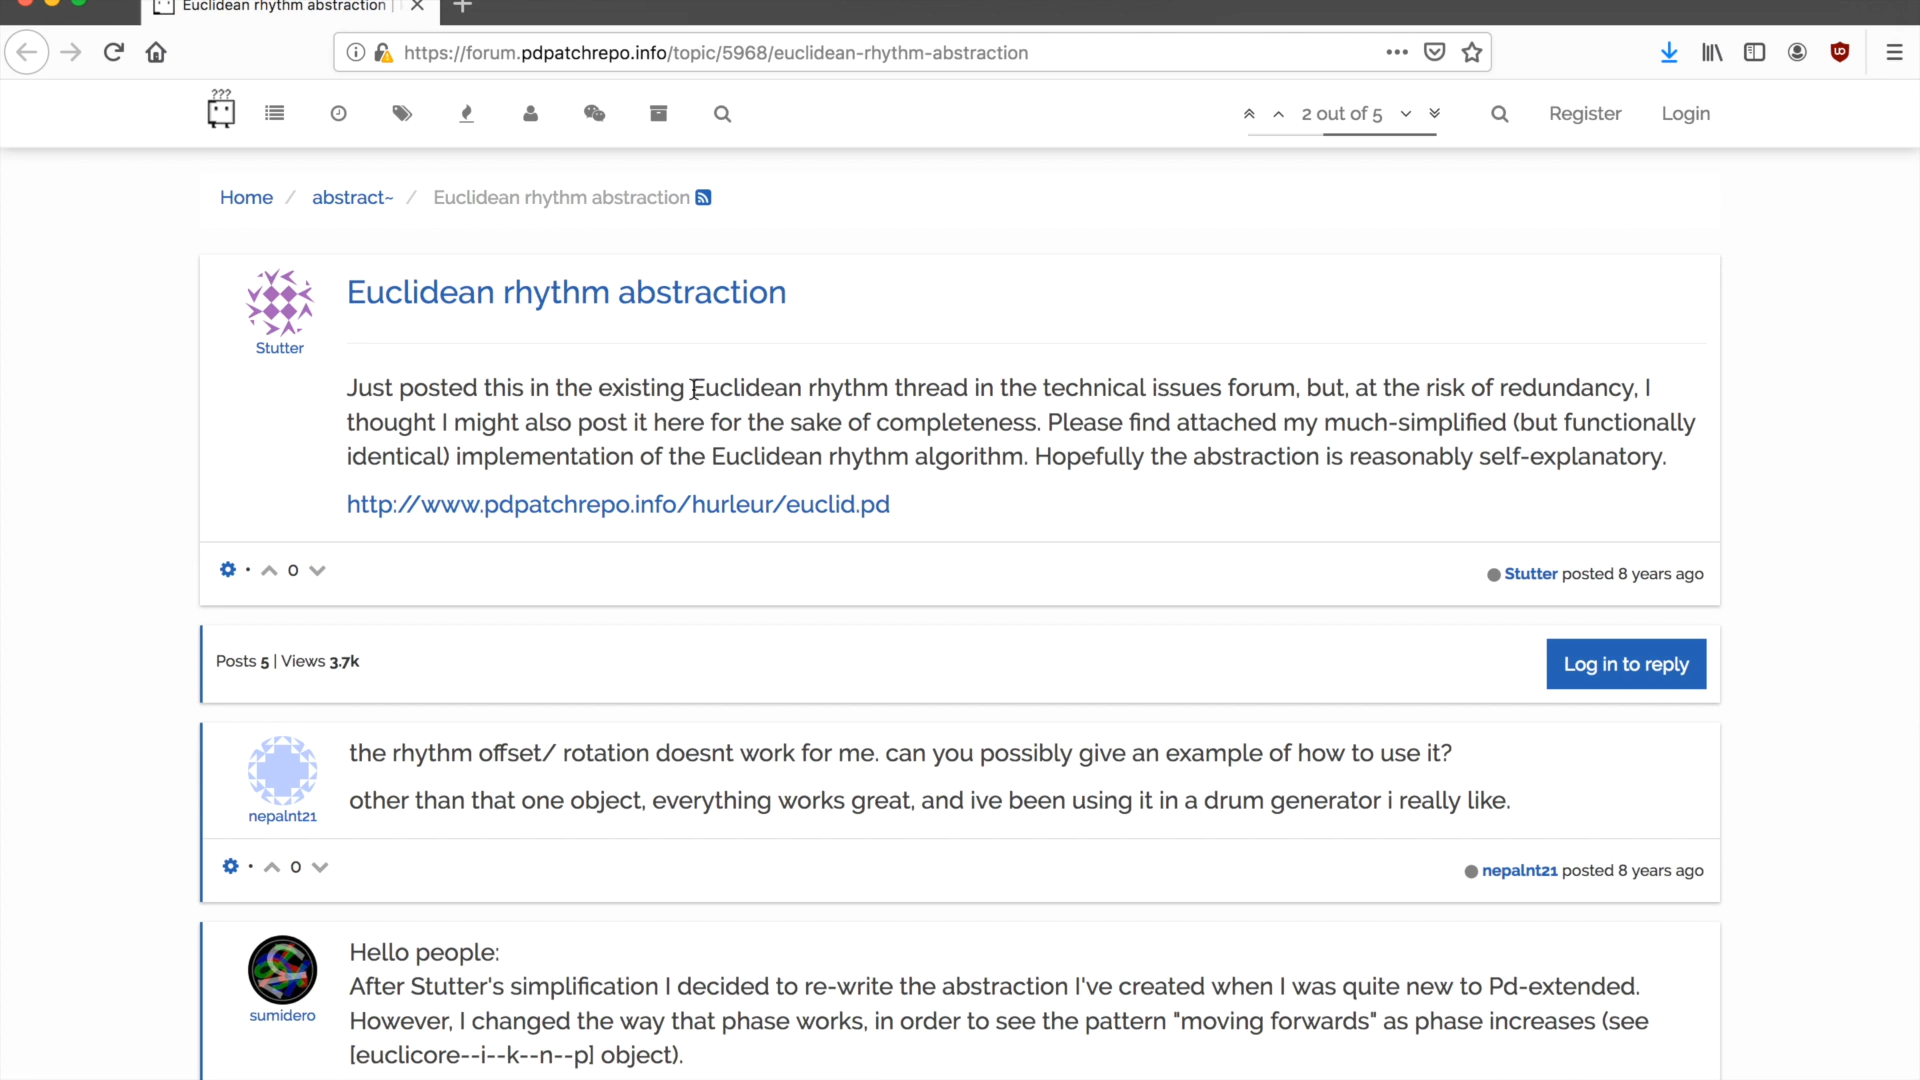 Euclidean rhythm abstraction |
https://forum.pdpatchrepo.info/topic/5968/euclidean-rhythm-abstraction
???
2 out of 5
Register
Login
Home / abstract~ / Euclidean rhythm abstraction
Euclidean rhythm abstraction
Stutter
Just posted this in the existing Euclidean rhythm thread in the technical issues forum, but, at the risk of redundancy, I
thought I might also post it here for the sake of completeness. Please find attached my much-simplified (but functionally
identical) implementation of the Euclidean rhythm algorithm. Hopefully the abstraction is reasonably self-explanatory.
http://www.pdpatchrepo.info/hurleur/euclid.pd
• 0
Stutter posted 8 years ago
Posts 5 | Views 3.7k
Log in to reply
the rhythm offset/ rotation doesnt work for me. can you possibly give an example of how to use it?
other than that one object, everything works great, and ive been using it in a drum generator i really like.
nepalnt21
• 0
nepalnt21 posted 8 years ago
Hello people:
After Stutter's simplification I decided to re-write the abstraction I've created when I was quite new to Pd-extended.
However, I changed the way that phase works, in order to see the pattern "moving forwards" as phase increases (see
[euclicore--i--k--n--p] object).
sumidero